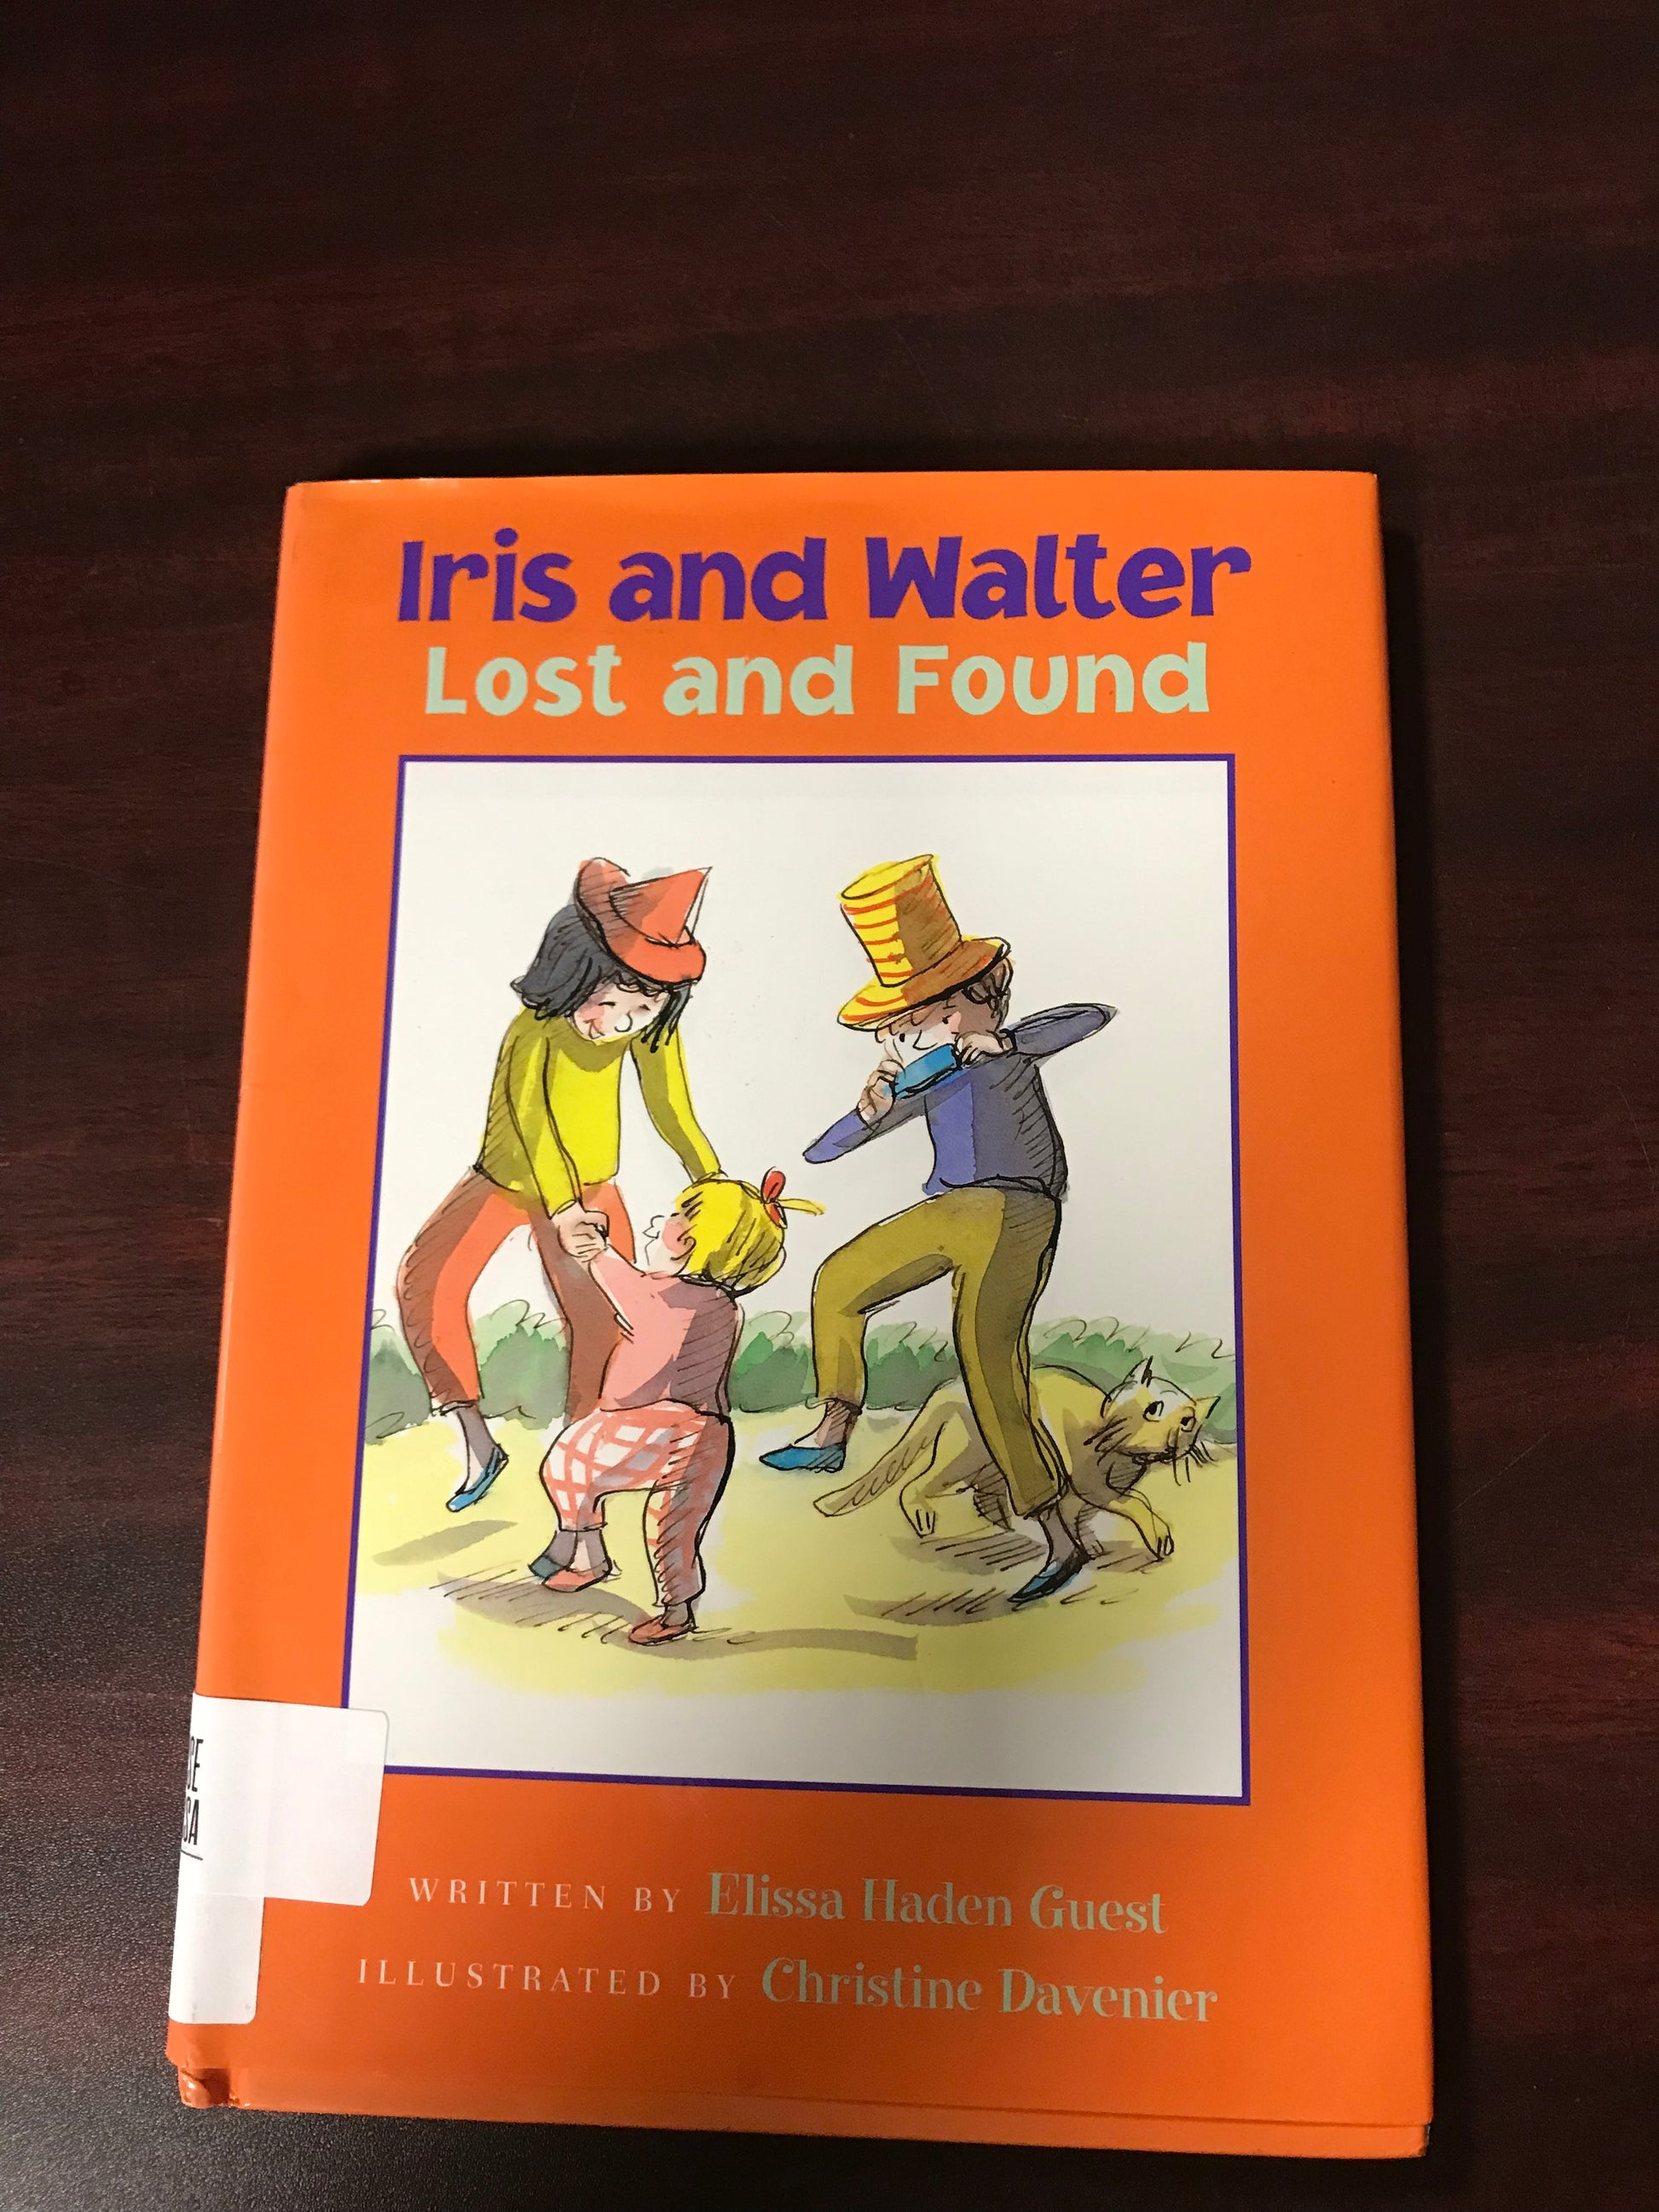 Iris and Walter
Lost and Found
WRITTEN BY Elissa Haden Guest
ILLUSTRATED BY Christine Davenier